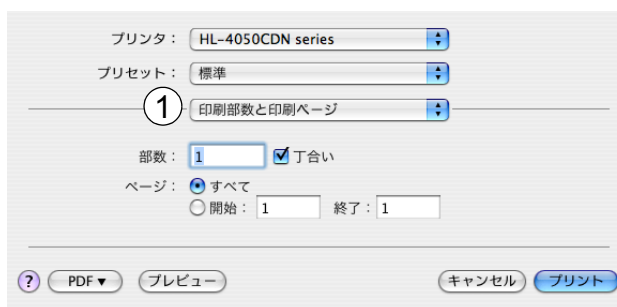 プリンタ： HL-4050CDN series
プリセット： 標準
1 印刷部数と印刷ページ
部数： 1 丁合い
ページ： すべて
開始： 1 終了： 1
? PDF▼ プレビュー キャンセル プリント